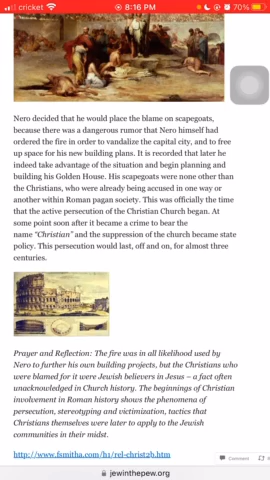 cricket
8:16 PM
70%
Nero decided that he would place the blame on scapegoats,
because there was a dangerous rumor that Nero himself had
ordered the fire in order to vandalize the capital city, and to free
up space for his new building plans. It is recorded that later he
indeed take advantage of the situation and begin planning and
building his Golden House. His scapegoats were none other than
the Christians, who were already being accused in one way or
another within Roman pagan society. This was officially the time
that the active persecution of the Christian Church began. At
some point soon after it became a crime to bear the
name “Christian” and the suppression of the church became state
policy. This persecution would last, off and on, for almost three
centuries.
Prayer and Reflection: The fire was in all likelihood used by
Nero to further his own building projects, but the Christians who
were blamed for it were Jewish believers in Jesus – a fact often
unacknowledged in Church history. The beginnings of Christian
involvement in Roman history shows the phenomena of
persecution, stereotyping and victimization, tactics that
Christians themselves were later to apply to the Jewish
communities in their midst.
http://www.fsmitha.com/h1/rel-christ2b.htm
Comment
jewinthepew.org